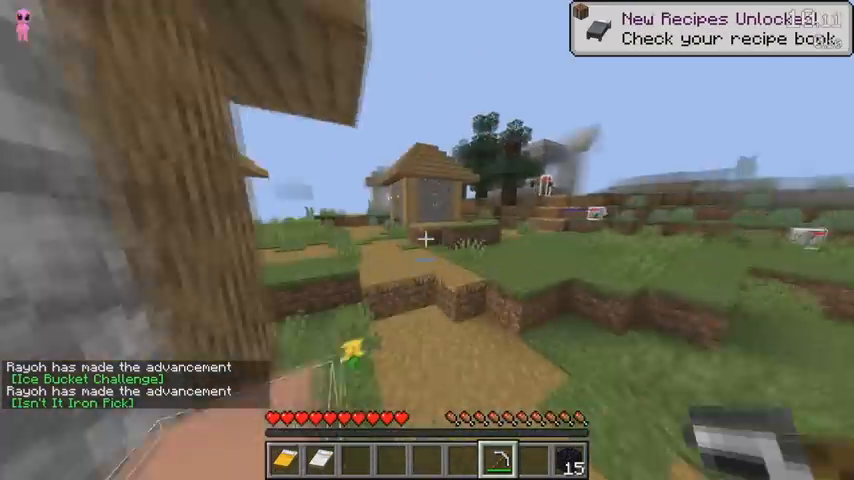 New Recipes Unlocked!
Check your recipe book
Rayoh has made the advancement
[Ice Bucket Challenge]
Rayoh has made the advancement
[Isn't It Iron Pick]
15